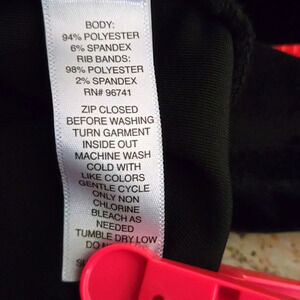 BODY:
94% POLYESTER
6% SPANDEX
RIB BANDS:
98% POLYESTER
2% SPANDEX
RN# 96741
ZIP CLOSED
BEFORE WASHING
TURN GARMENT
INSIDE OUT
MACHINE WASH
COLD WITH
LIKE COLORS
GENTLE CYCLE
ONLY NON
CHLORINE
BLEACH AS
NEEDED
TUMBLE DRY LOW